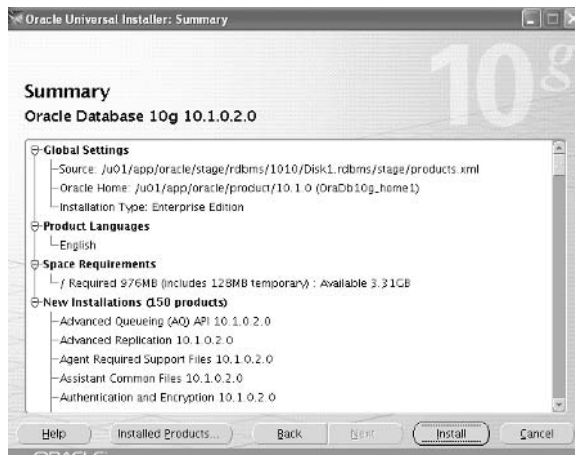 Oracle Universal Installer: Summary
10g
Summary
Oracle Database 10g 10.1.0.2.0
Global Settings
Source: /u01/app/oracle/stage/rdbms/1010/Disk1.rdbms/stage/products.xml
Oracle Home: /u01/app/oracle/product/10.1.0 (OraDb10g_home1)
Installation Type: Enterprise Edition
Product Languages
English
Space Requirements
/ Required 976MB (includes 128MB temporary) : Available 3.31GB
New Installations (150 products)
Advanced Queueing (AQ) API 10.1.0.2.0
Advanced Replication 10.1.0.2.0
Agent Required Support Files 10.1.0.2.0
Assistant Common Files 10.1.0.2.0
Authentication and Encryption 10.1.0.2.0
Help Installed Products... Back Next Install Cancel
ORACLE